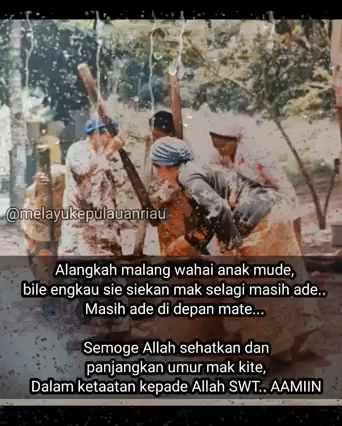 @melayukepulauanriau
Alangkah malang wahai anak mude,
bile engkau sie siekan mak selagi masih ade..
Masih ade di depan mate...
Semoge Allah sehatkan dan
panjangkan umur mak kite,
Dalam ketaatan kepade Allah SWT.. AAMIIN